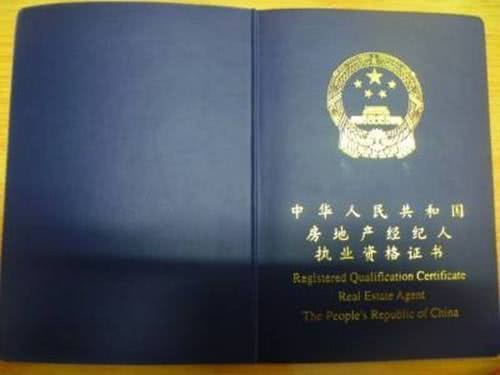 中华人民共和国
房地产经纪人
执业资格证书
Registered Qualification Certificate
Real Estate Agent
The People's Republic of China